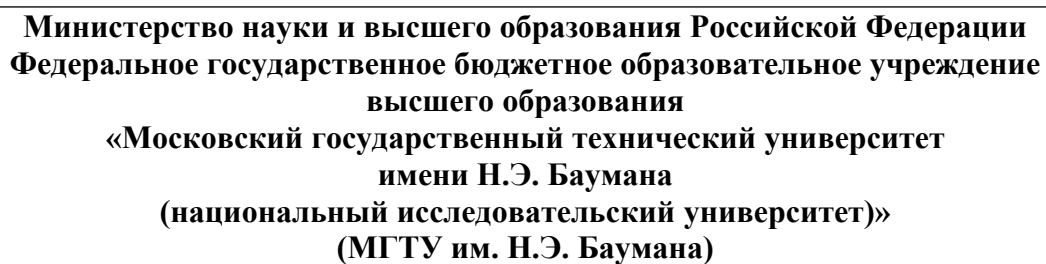 Министерство науки и высшего образования Российской Федерации
Федеральное государственное бюджетное образовательное учреждение
высшего образования
«Московский государственный технический университет
имени Н.Э. Баумана
(национальный исследовательский университет)»
(МГТУ им. Н.Э. Баумана)